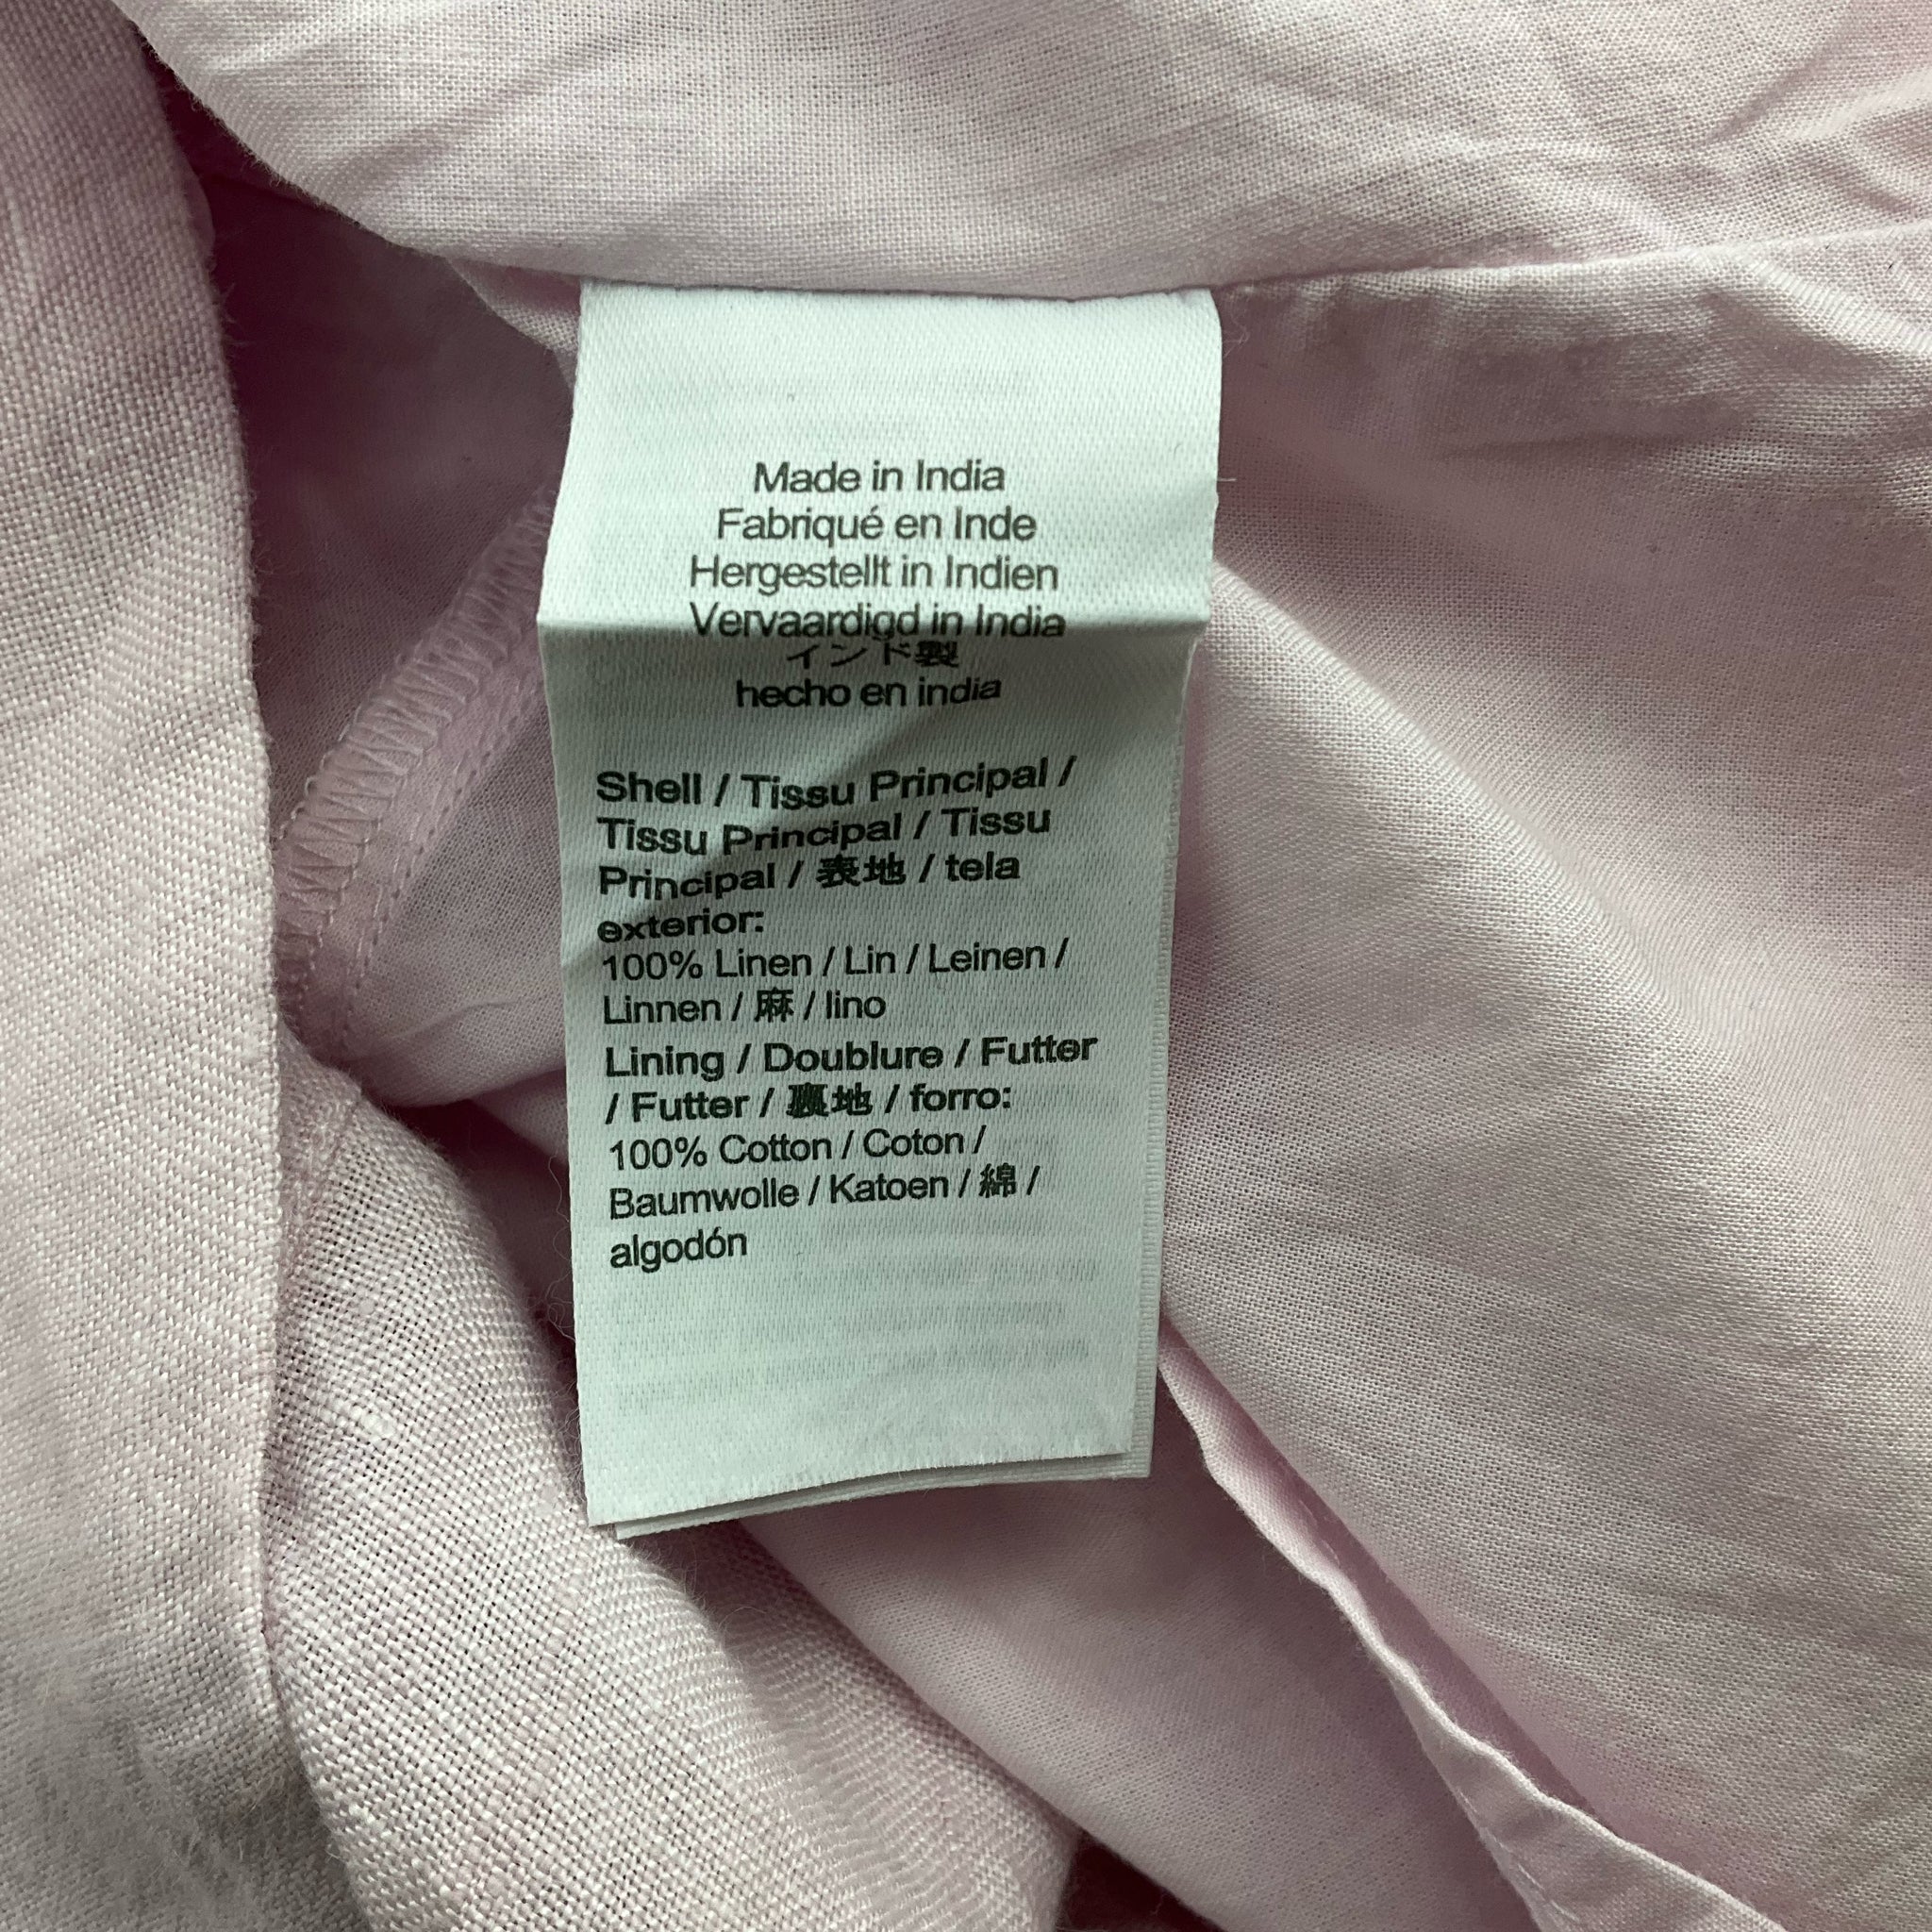 Made in India
Fabriqué en Inde
Hergestellt in Indien
Vervaardigd in India
インド製
hecho en india
Shell / Tissu Principal /
Tissu Principal / Tissu
Principal / 表地 / tela
exterior:
100% Linen / Lin / Leinen /
Linnen / 麻 / lino
Lining / Doublure / Futter
/ Futter / 裏地 / forro:
100% Cotton / Coton /
Baumwolle / Katoen / 綿 /
algodón